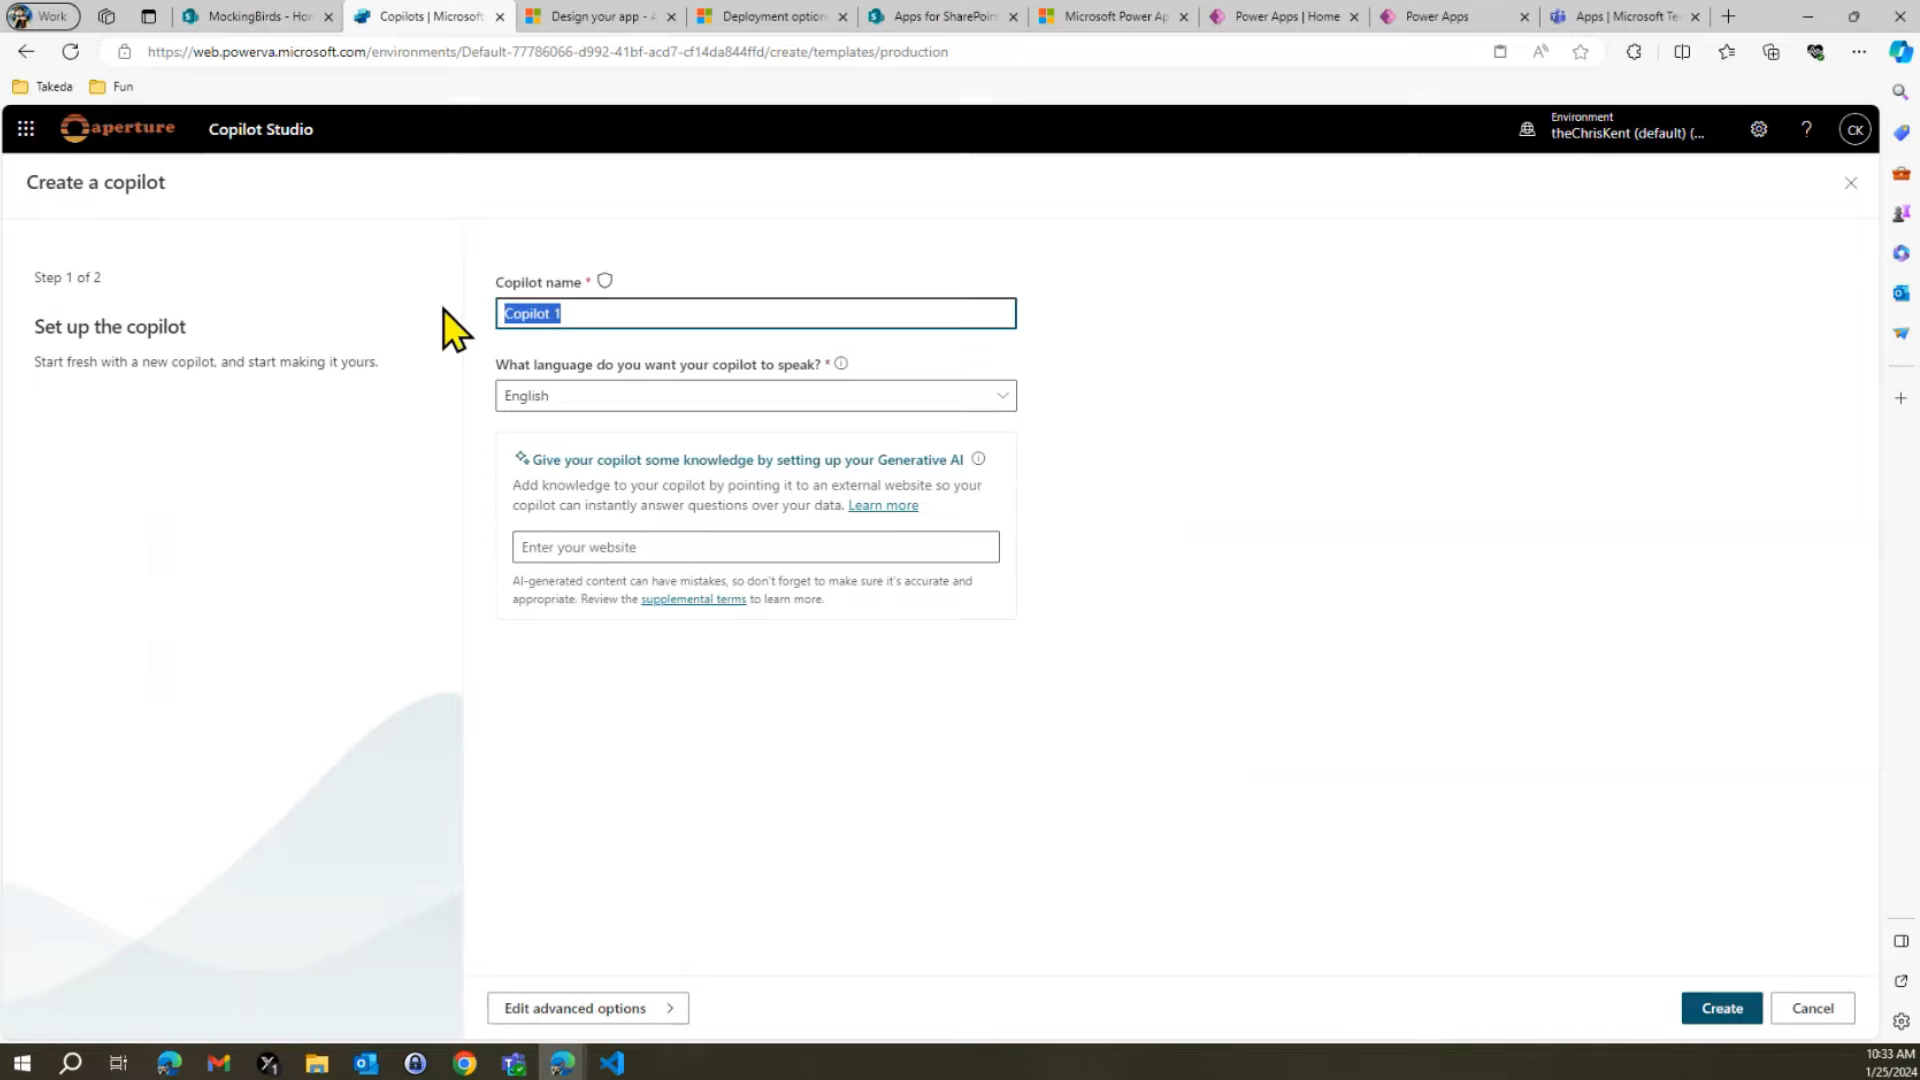 Work
MockingBirds - Hor
Copilots | Microsoft
Design your app - A
Deployment option
Apps for SharePoin
Microsoft Power Ap
Power Apps | Home
Power Apps
Apps | Microsoft Te
https://web.powerva.microsoft.com/environments/Default-77786066-d992-41bf-acd7-cf14da844ffd/create/templates/production
Takeda
Fun
aperture
Copilot Studio
Environment
theChrisKent (default) (...
?
CK
Create a copilot
Step 1 of 2
Set up the copilot
Start fresh with a new copilot, and start making it yours.
Copilot name *
Copilot 1
What language do you want your copilot to speak? *
English
Give your copilot some knowledge by setting up your Generative AI
Add knowledge to your copilot by pointing it to an external website so your
copilot can instantly answer questions over your data. Learn more
Enter your website
AI-generated content can have mistakes, so don't forget to make sure it's accurate and
appropriate. Review the supplemental terms to learn more.
Edit advanced options
Create
Cancel
10:33 AM
1/25/2024